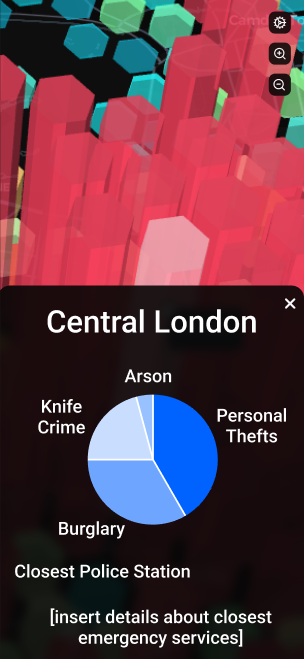 Central London
Arson
Knife
Crime
Personal
Thefts
Burglary
Closest Police Station
[insert details about closest
emergency services]